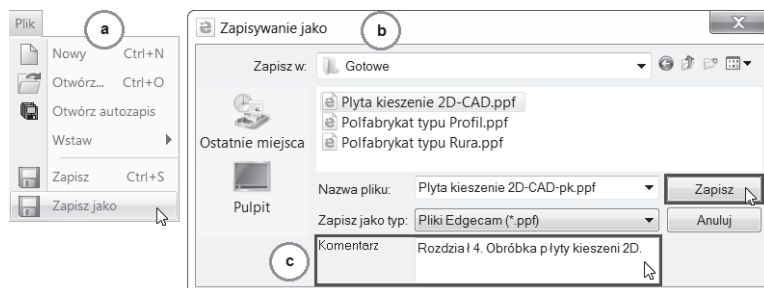 Plik
a
Nowy Ctrl+N
Otwórz... Ctrl+O
Otwórz autozapis
Wstaw
Zapisz Ctrl+S
Zapisz jako
Zapisywanie jako
b
Zapisz w: Gotowe
Ostatnie miejsca
Pulpit
Plyta kieszenie 2D-CAD.ppf
Polfabrykat typu Profil.ppf
Polfabrykat typu Rura.ppf
Nazwa pliku: Plyta kieszenie 2D-CAD-pk.ppf Zapisz
Zapisz jako typ: Pliki Edgecam (*.ppf) Anuluj
c
Komentarz Rozdział 4. Obróbka płyty kieszeni 2D.